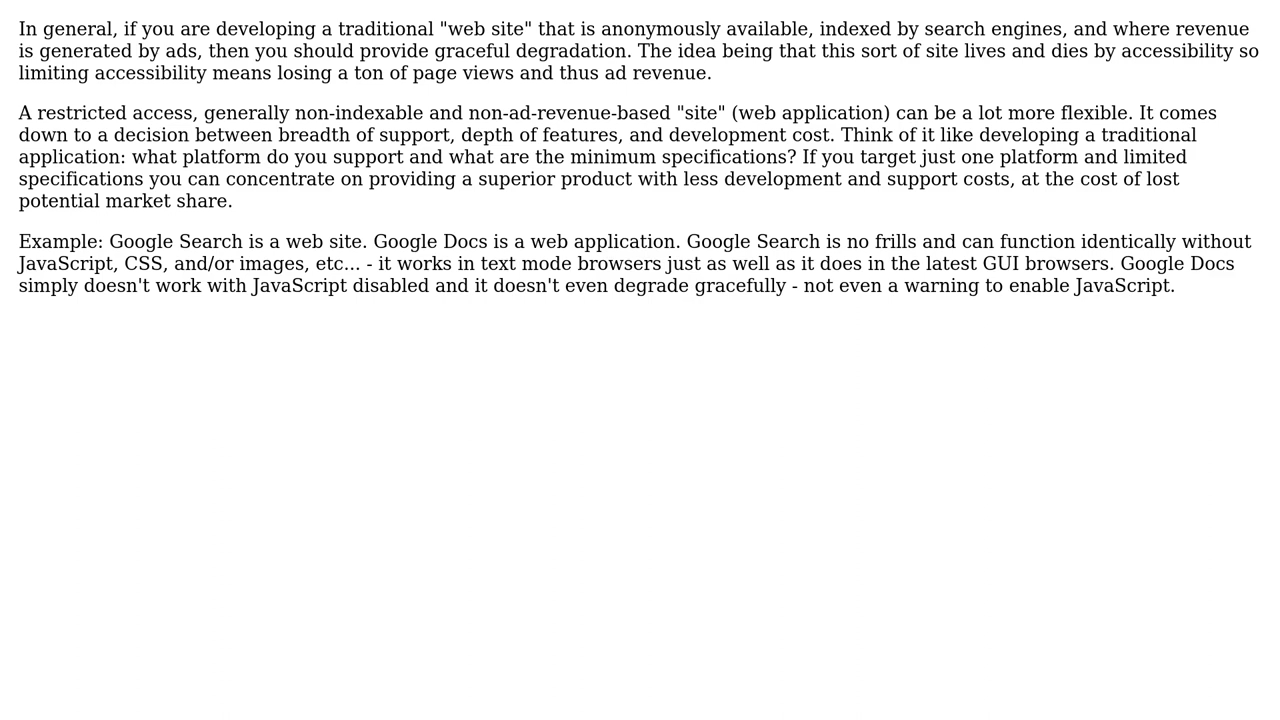 In general, if you are developing a traditional "web site" that is anonymously available, indexed by search engines, and where revenue
is generated by ads, then you should provide graceful degradation. The idea being that this sort of site lives and dies by accessibility so
limiting accessibility means losing a ton of page views and thus ad revenue.
A restricted access, generally non-indexable and non-ad-revenue-based "site" (web application) can be a lot more flexible. It comes
down to a decision between breadth of support, depth of features, and development cost. Think of it like developing a traditional
application: what platform do you support and what are the minimum specifications? If you target just one platform and limited
specifications you can concentrate on providing a superior product with less development and support costs, at the cost of lost
potential market share.
Example: Google Search is a web site. Google Docs is a web application. Google Search is no frills and can function identically without
JavaScript, CSS, and/or images, etc... - it works in text mode browsers just as well as it does in the latest GUI browsers. Google Docs
simply doesn't work with JavaScript disabled and it doesn't even degrade gracefully - not even a warning to enable JavaScript.